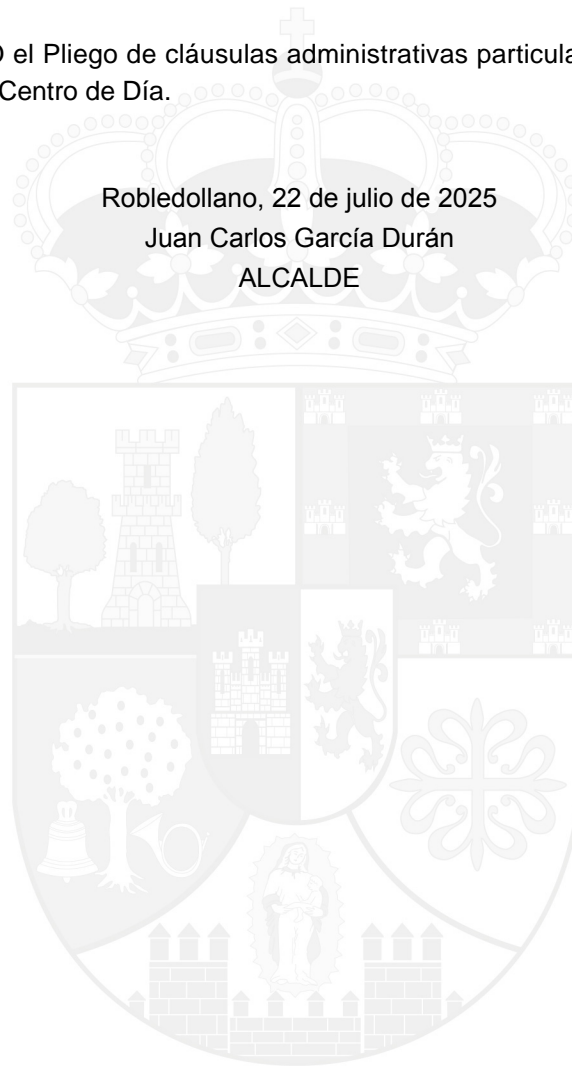 el Pliego de cláusulas administrativas
Centro de Día.
Robledollano, 22 de julio de 2025
Juan Carlos García Durán
ALCALDE